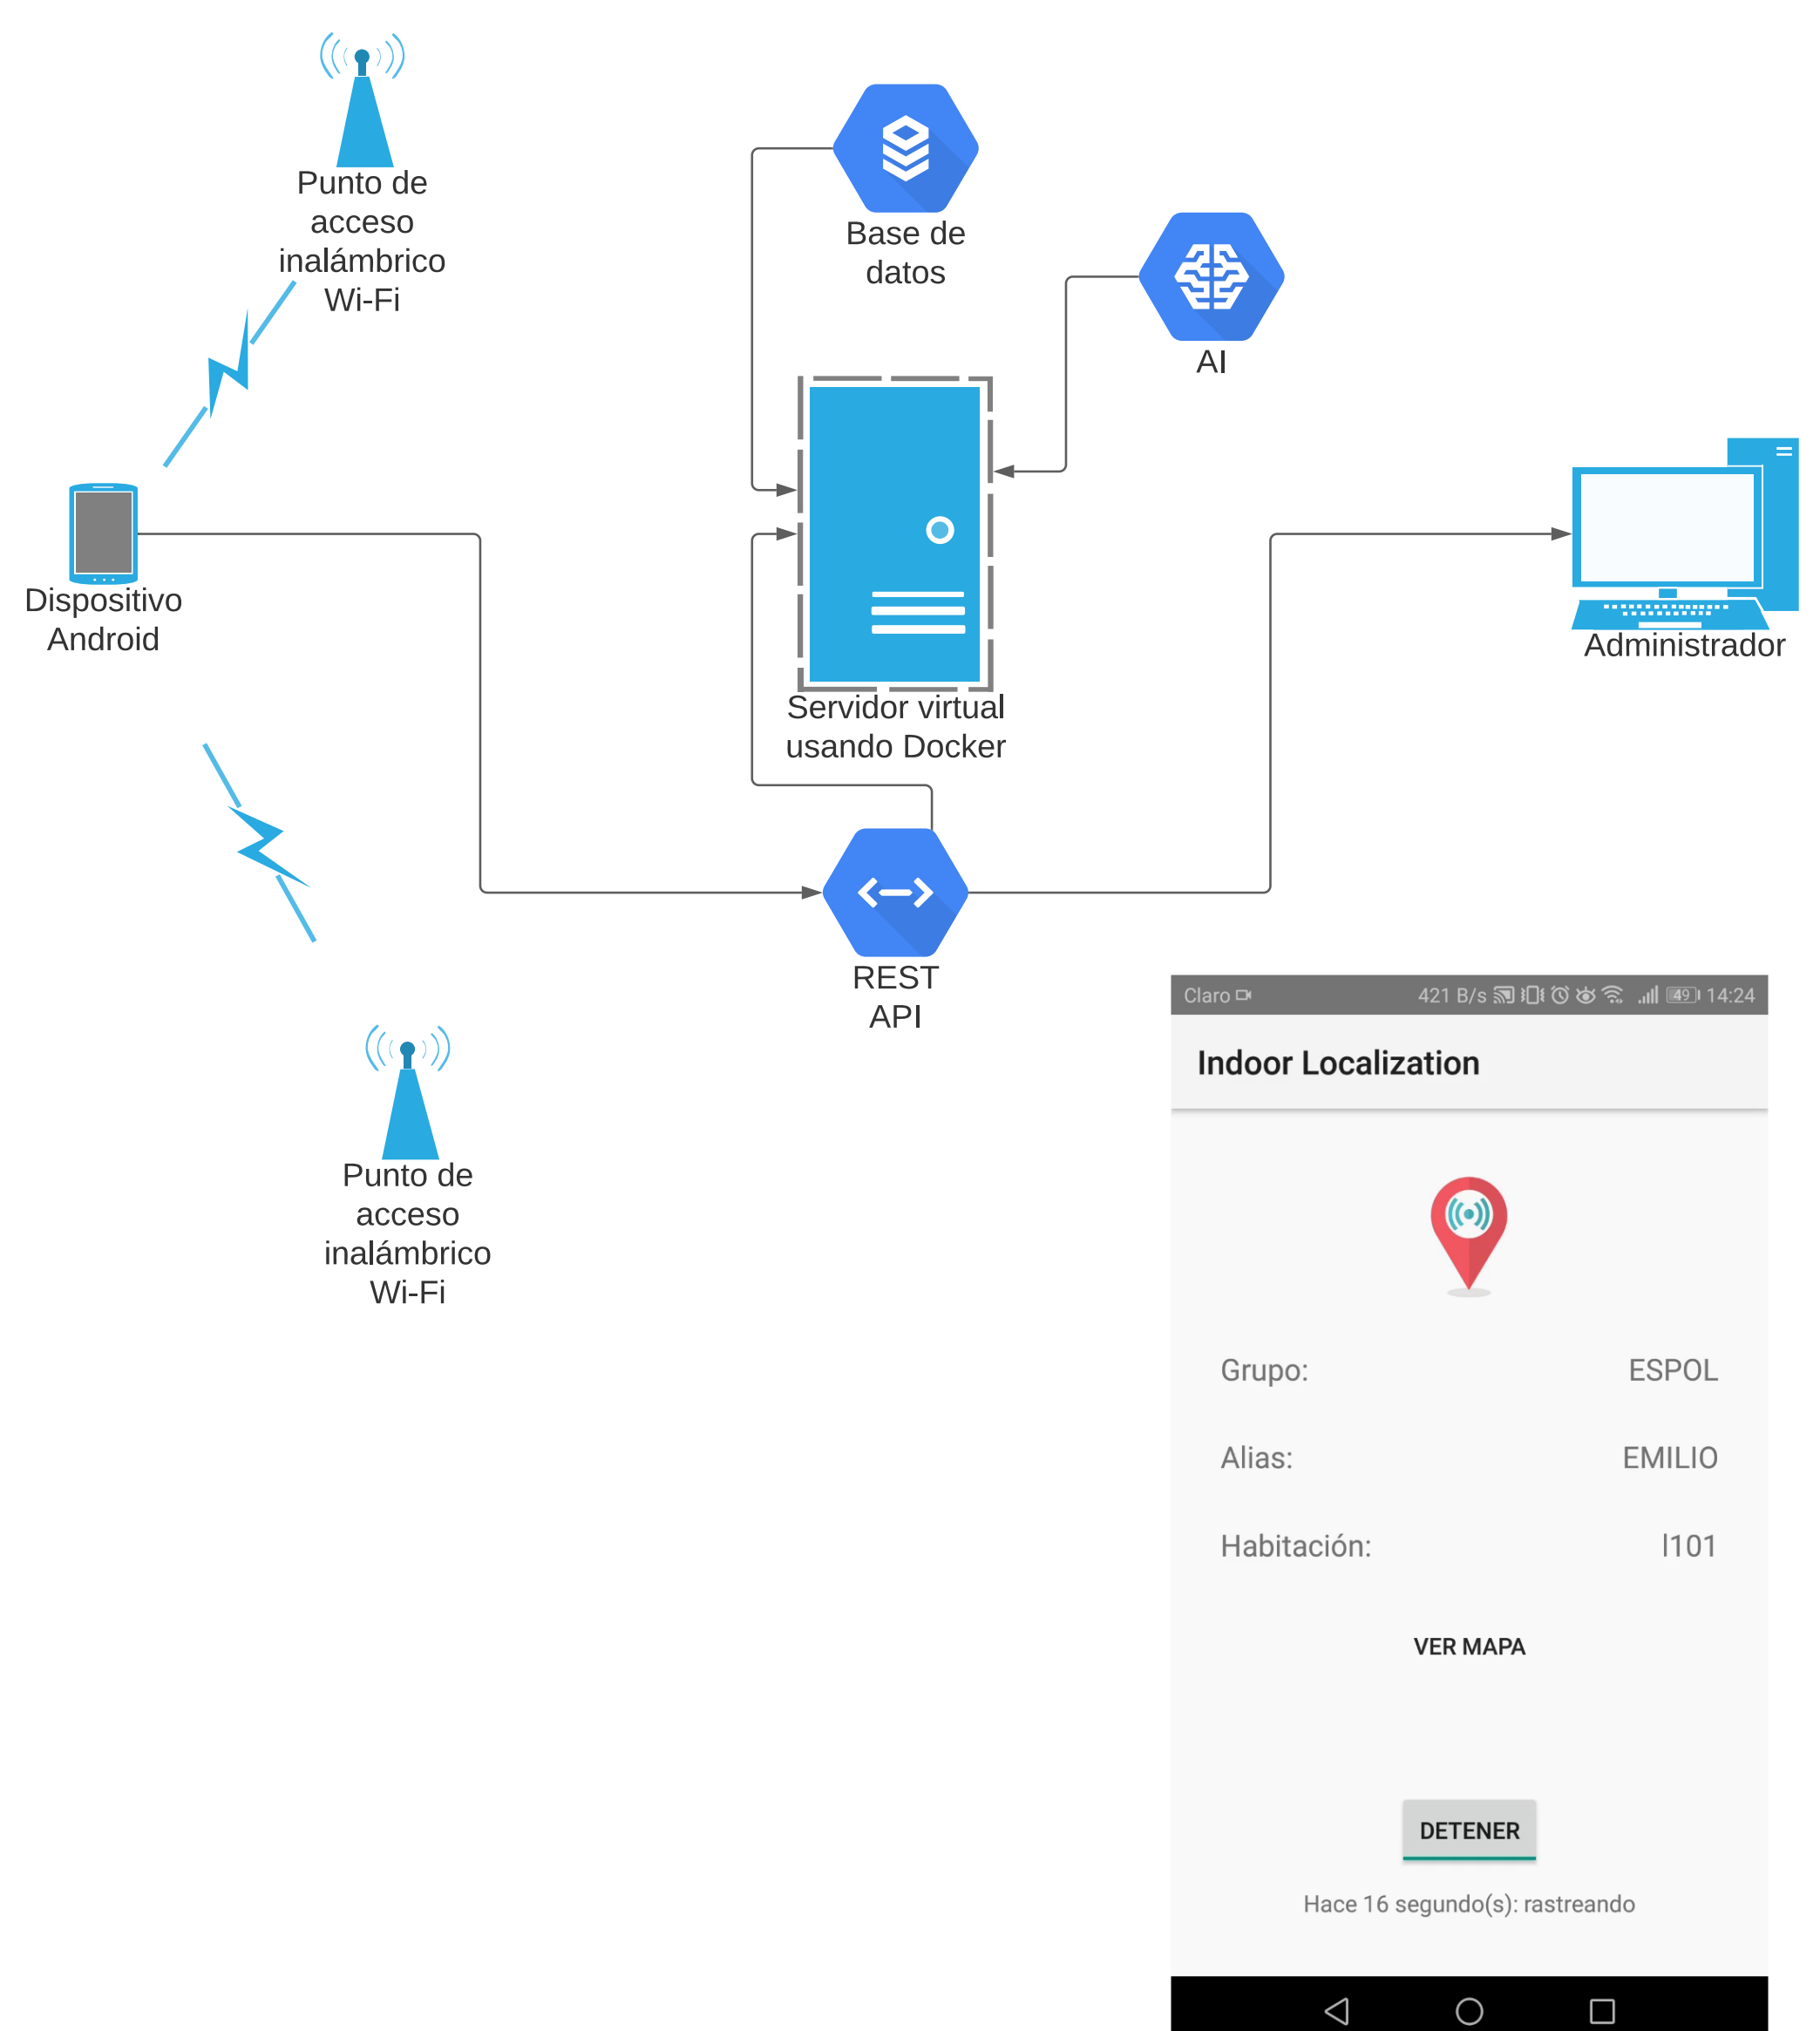 Punto de
acceso
inalámbrico
Wi-Fi
Base de
datos
AI
Dispositivo
Android
Servidor virtual
usando Docker
Administrador
REST
API
Punto de
acceso
inalámbrico
Wi-Fi
Claro 421 B/s 49 14:24
Indoor Localization
Grupo: ESPOL
Alias: EMILIO
Habitación: l101
VER MAPA
DETENER
Hace 16 segundo(s): rastreando